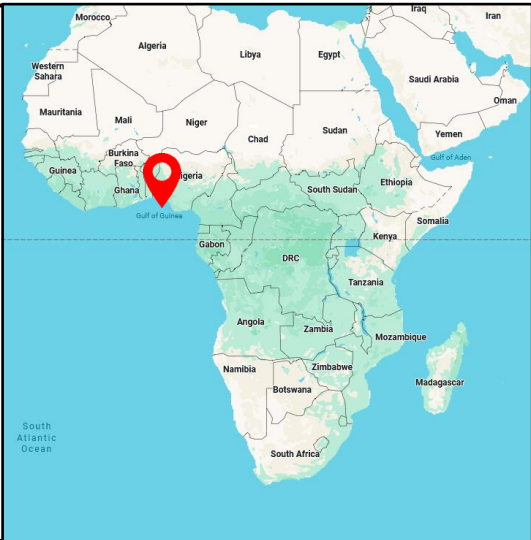 Morocco
Iraq
Iran
Algeria
Libya
Egypt
Western
Sahara
Saudi Arabia
Oman
Mauritania
Mali
Niger
Chad
Sudan
Yemen
Gulf of Aden
Burkina
Faso
Guinea
Ghana
Gulf of Guinea
South Sudan
Ethiopia
Somalia
Kenya
Gabon
DRC
Tanzania
Angola
Zambia
Mozambique
Zimbabwe
Namibia
Botswana
Madagascar
South
Atlantic
Ocean
South Africa